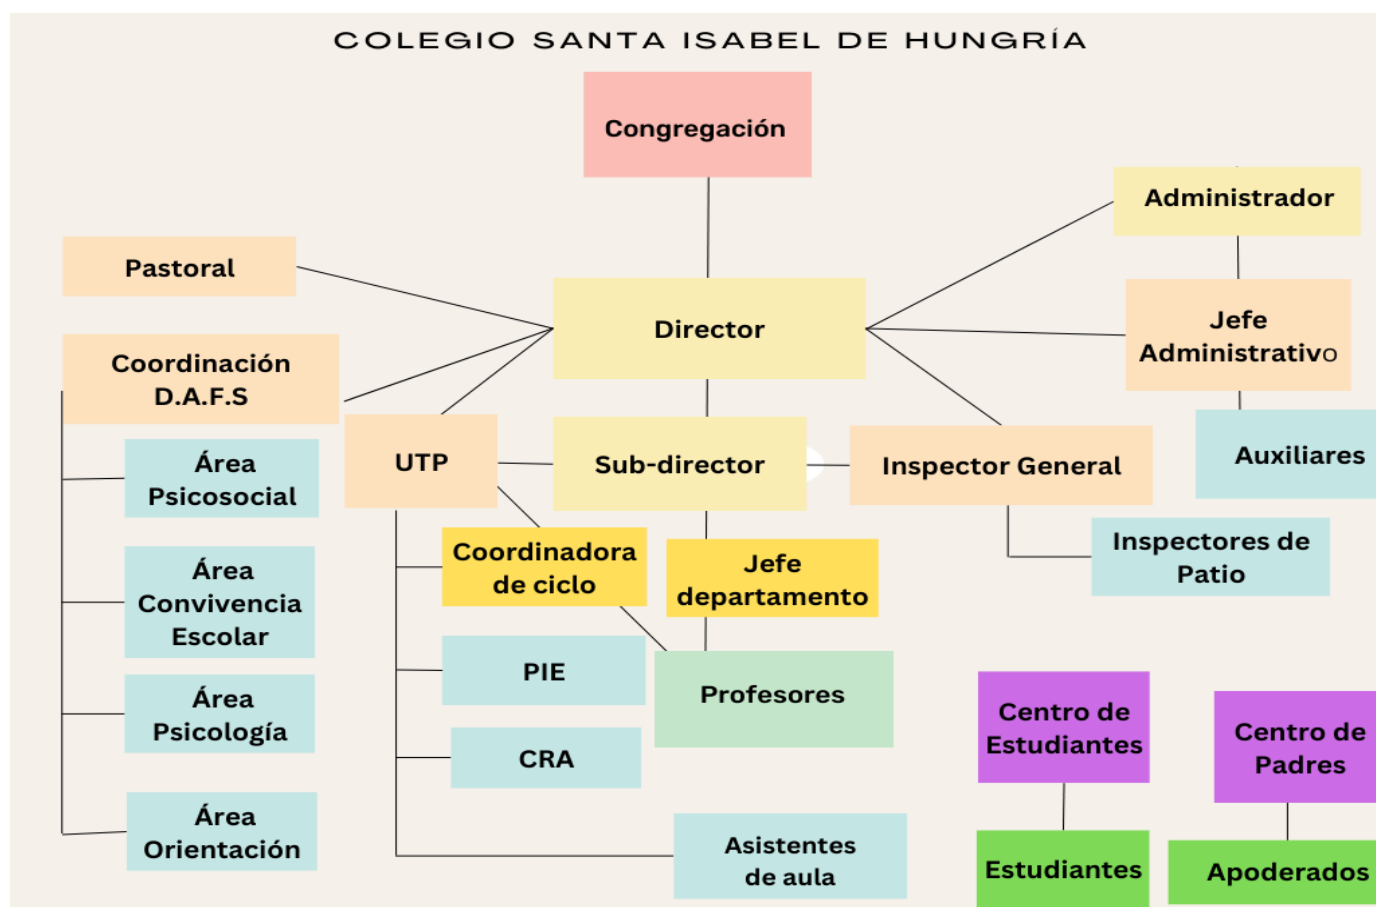 COLEGIO SANTA ISABEL DE HUNGRÍA
Congregación
Administrador
Pastoral
Director
Jefe
Administrativo
Coordinación
D.A.F.S
UTP
Sub-director
Inspector General
Auxiliares
Área
Psicosocial
Coordinadora
de ciclo
Jefe
departamento
Inspectores de
Patio
Área
Convivencia
Escolar
PIE
Profesores
Centro de
Estudiantes
Centro de
Padres
Área
Psicología
CRA
Área
Orientación
Asistentes
de aula
Estudiantes
Apoderados